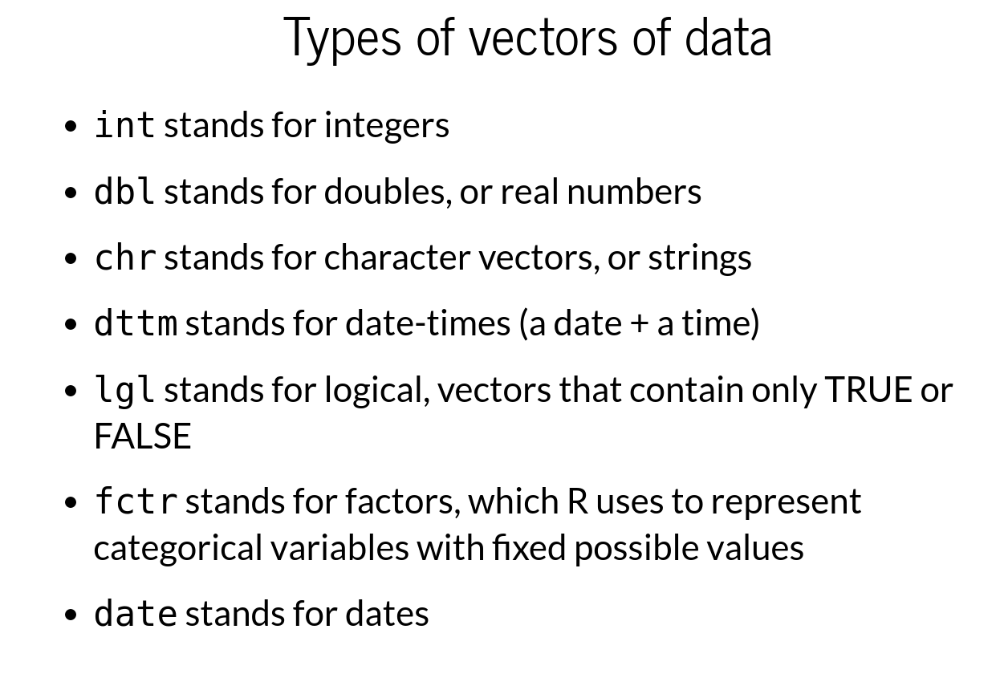 Types of vectors of data
• int stands for integers
• dbl stands for doubles, or real numbers
• chr stands for character vectors, or strings
• dttm stands for date-times (a date + a time)
• lgl stands for logical, vectors that contain only TRUE or
FALSE
• fctr stands for factors, which R uses to represent
categorical variables with fixed possible values
• date stands for dates